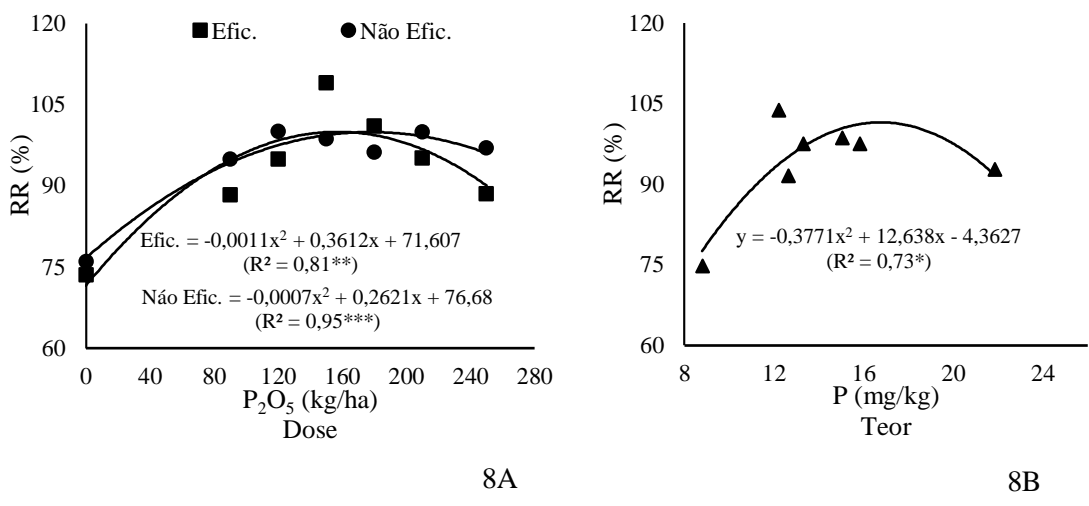 120
105
90
75
60
RR (%)
Efic.
Não Efic.
Efic. = -0,0011x² + 0,3612x + 71,607
(R² = 0,81**)
Náo Efic. = -0,0007x² + 0,2621x + 76,68
(R² = 0,95***)
0 40 80 120 160 200 240 280
P₂O₅ (kg/ha)
Dose
8A
120
105
90
75
60
RR (%)
y = -0,3771x² + 12,638x - 4,3627
(R² = 0,73*)
8 12 16 20 24
P (mg/kg)
Teor
8B